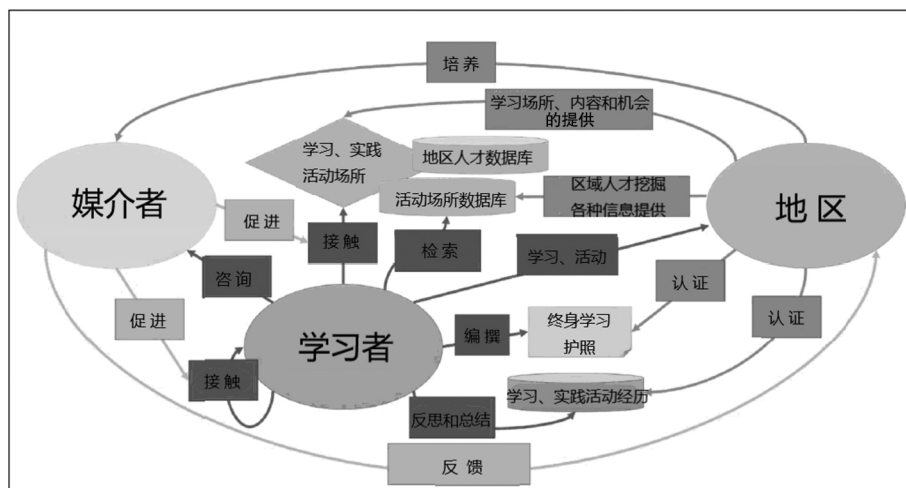 培养
学习场所、内容和机会
的提供
学习、实践
活动场所
地区人才数据库
媒介者
活动场所数据库
区域人才挖掘
各种信息提供
地区
促进
接触
检索
学习、活动
咨询
认证
促进
学习者
编撰
终身学习
护照
认证
接触
学习、实践活动经历
反思和总结
反馈